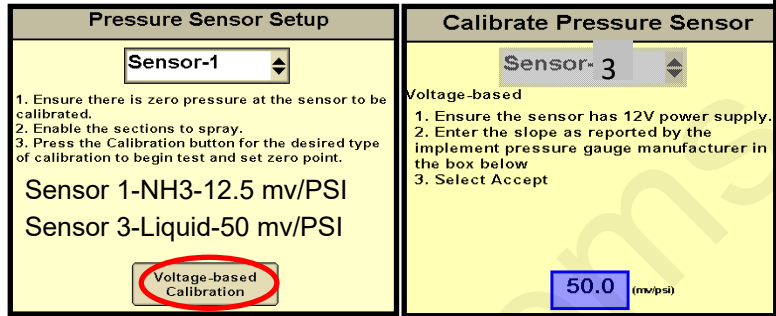 Pressure Sensor Setup
Sensor-1
1. Ensure there is zero pressure at the sensor to be
calibrated.
2. Enable the sections to spray.
3. Press the Calibration button for the desired type
of calibration to begin test and set zero point.
Sensor 1-NH3-12.5 mv/PSI
Sensor 3-Liquid-50 mv/PSI
Voltage-based
Calibration
Calibrate Pressure Sensor
Sensor- 3
Voltage-based
1. Ensure the sensor has 12V power supply.
2. Enter the slope as reported by the
implement pressure gauge manufacturer in
the box below
3. Select Accept
50.0 (mv/psi)